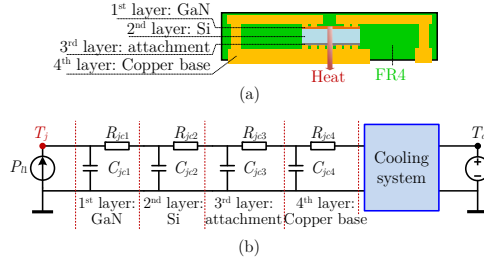 1st layer: GaN
2nd layer: Si
3rd layer: attachment
4th layer: Copper base
Heat
FR4
(a)
Tj
Rjc1
Rjc2
Rjc3
Rjc4
Pl1
Cjc1
Cjc2
Cjc3
Cjc4
Cooling
system
1st layer:
GaN
2nd layer:
Si
3rd layer:
attachment
4th layer:
Copper base
(b)